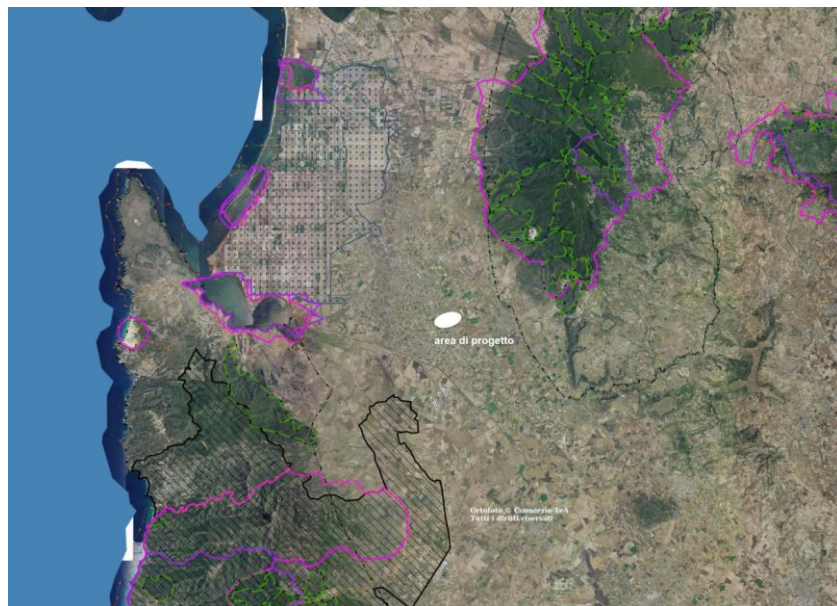 area di progetto
Ortofoto © Consorzio TeA
Tutti i diritti riservati